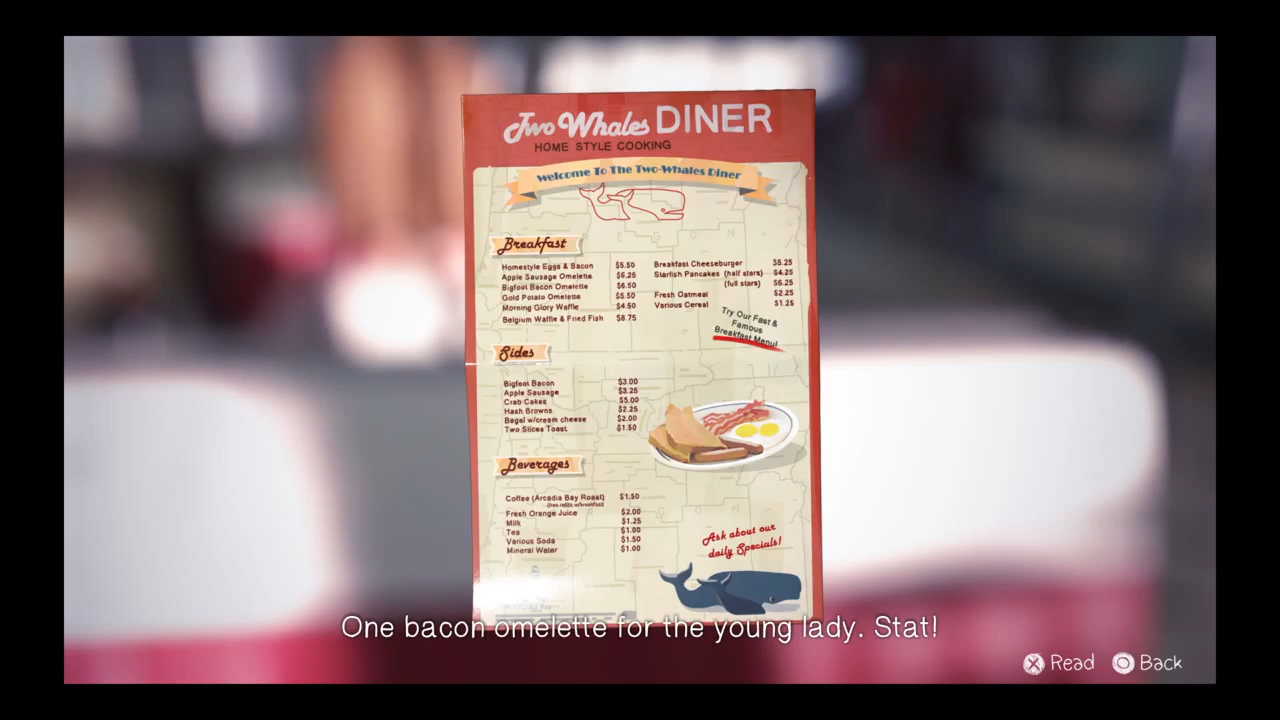 Two Whales DINER
HOME STYLE COOKING
Welcome To The Two-Whales Diner
Breakfast
Homestyle Eggs & Bacon $5.50
Apple Sausage Omelette $6.25
Bigfoot Bacon Omelette $6.50
Gold Potato Omelette $5.50
Morning Glory Waffle $4.50
Belgium Waffle & Fried Fish $8.75
Breakfast Cheeseburger $5.25
Starfish Pancakes (half stars) $4.25
(full stars) $6.25
Fresh Oatmeal $2.25
Various Cereal $1.25
Try Our Fast &
Famous
Breakfast Menu!
Sides
Bigfoot Bacon $3.00
Apple Sausage $3.25
Crab Cakes $5.00
Hash Browns $2.25
Bagel w/cream cheese $2.00
Two Slices Toast $1.50
Beverages
Coffee (Arcadia Bay Roast) $1.50
(free refills w/breakfast)
Fresh Orange Juice $2.00
Milk $1.25
Tea $1.00
Various Soda $1.50
Mineral Water $1.00
Ask about our
daily Specials!
One bacon omelette for the young lady. Stat!
Read
Back